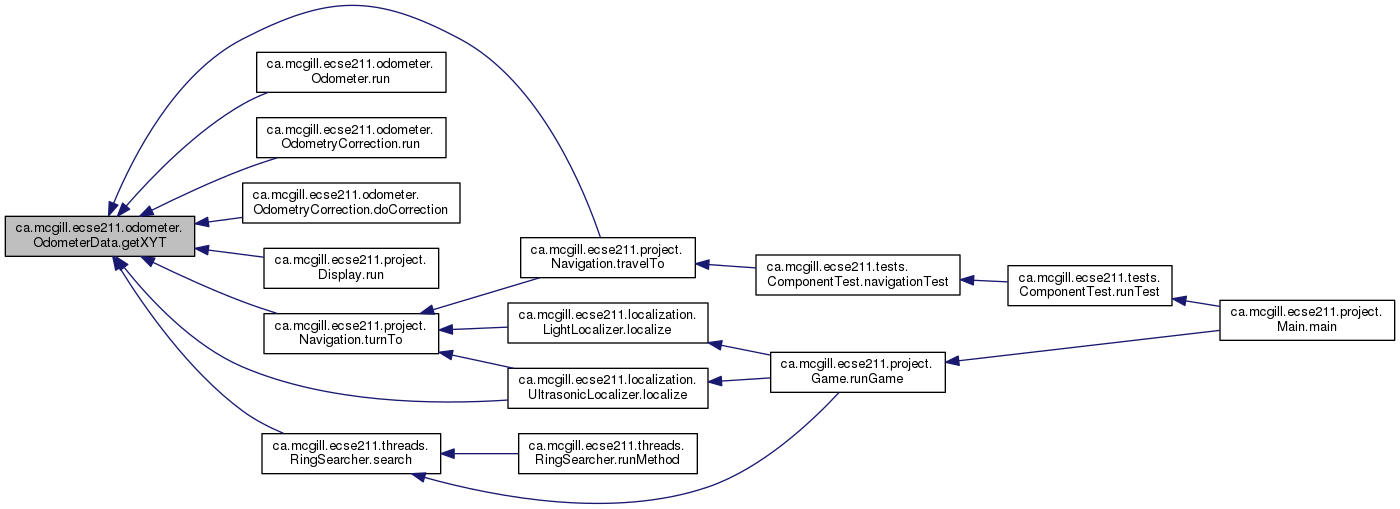 ca.mcgill.ecse211.odometer.
Odometer.run
ca.mcgill.ecse211.odometer.
OdometryCorrection.run
ca.mcgill.ecse211.odometer.
OdometryCorrection.doCorrection
ca.mcgill.ecse211.odometer.
OdometerData.getXYT
ca.mcgill.ecse211.project.
Display.run
ca.mcgill.ecse211.project.
Navigation.turnTo
ca.mcgill.ecse211.threads.
RingSearcher.search
ca.mcgill.ecse211.project.
Navigation.travelTo
ca.mcgill.ecse211.localization.
LightLocalizer.localize
ca.mcgill.ecse211.localization.
UltrasonicLocalizer.localize
ca.mcgill.ecse211.threads.
RingSearcher.runMethod
ca.mcgill.ecse211.tests.
ComponentTest.navigationTest
ca.mcgill.ecse211.project.
Game.runGame
ca.mcgill.ecse211.tests.
ComponentTest.runTest
ca.mcgill.ecse211.project.
Main.main